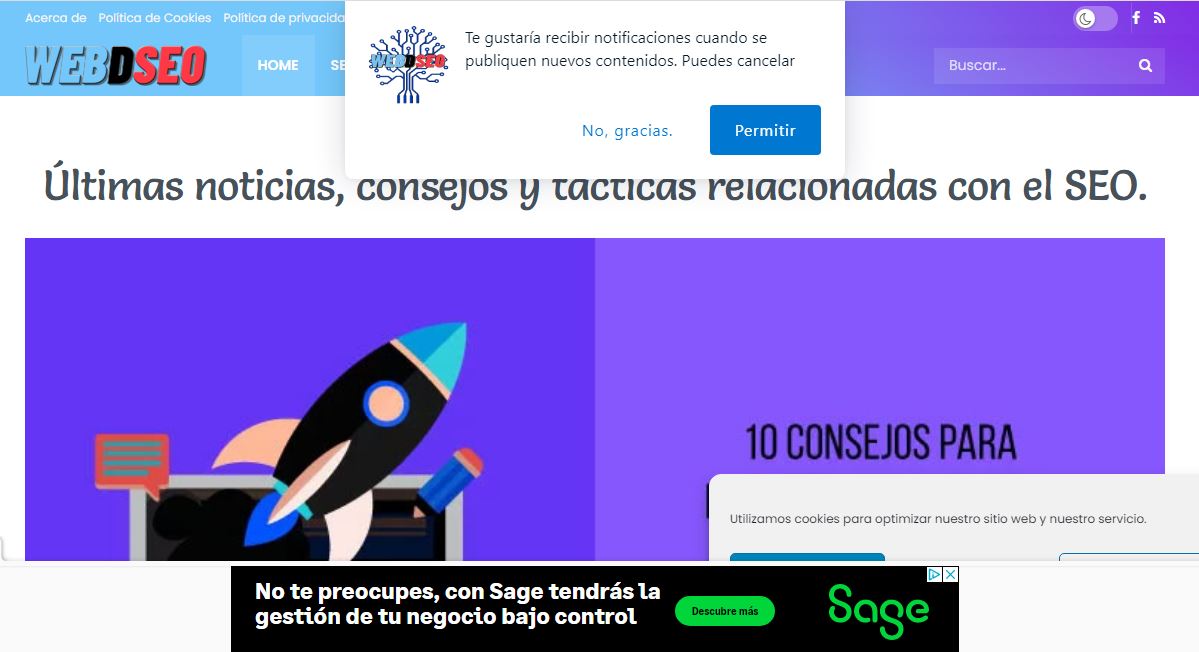 Acerca de Política de Cookies Política de privacida
WEBDSEO
HOME SE
WEBDSEO
Te gustaría recibir notificaciones cuando se
publiquen nuevos contenidos. Puedes cancelar
No, gracias. Permitir
Buscar...
Últimas noticias, consejos y tácticas relacionadas con el SEO.
10 CONSEJOS PARA
Utilizamos cookies para optimizar nuestro sitio web y nuestro servicio.
No te preocupes, con Sage tendrás la
gestión de tu negocio bajo control
Descubre más
Sage